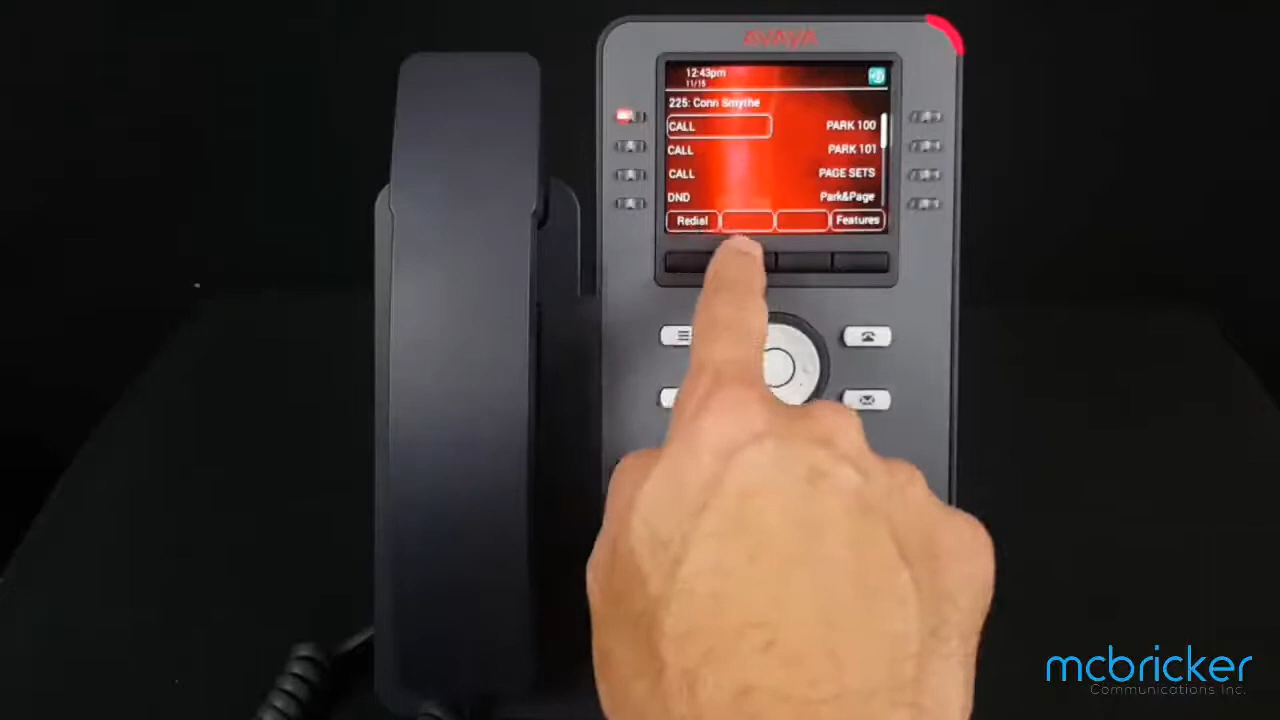 AVAYA
12:43pm
11/15
225: Conn Smythe
CALL PARK 100
CALL PARK 101
CALL PAGE SETS
DND Park&Page
Redial Features
mcbricker
Communications Inc.